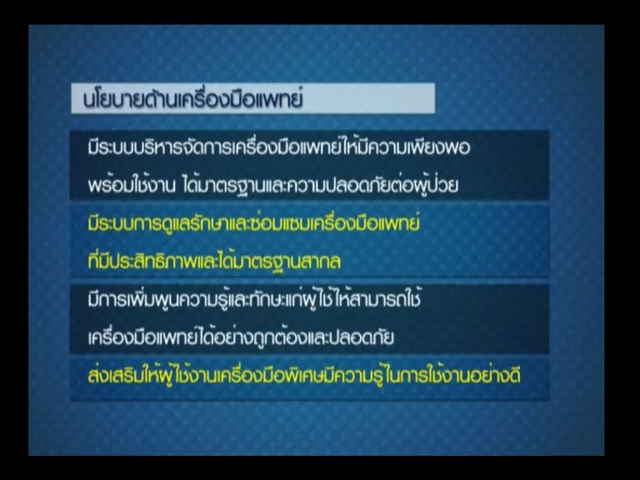 นโยบายด้านเครื่องมือแพทย์
มีระบบบริหารจัดการเครื่องมือแพทย์ให้มีความเพียงพอ
พร้อมใช้งาน ได้มาตรฐานและความปลอดภัยต่อผู้ป่วย
มีระบบการดูแลรักษาและซ่อมแซมเครื่องมือแพทย์
ที่มีประสิทธิภาพและได้มาตรฐานสากล
มีการเพิ่มพูนความรู้และทักษะแก่ผู้ใช้ให้สามารถใช้
เครื่องมือแพทย์ได้อย่างถูกต้องและปลอดภัย
ส่งเสริมให้ผู้ใช้งานเครื่องมือพิเศษมีความรู้ในการใช้งานอย่างดี